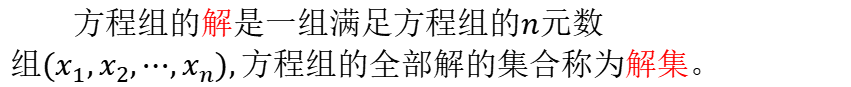 方程组的解是一组满足方程组的n元数
组(x₁,x₂,⋯,xₙ),方程组的全部解的集合称为解集。